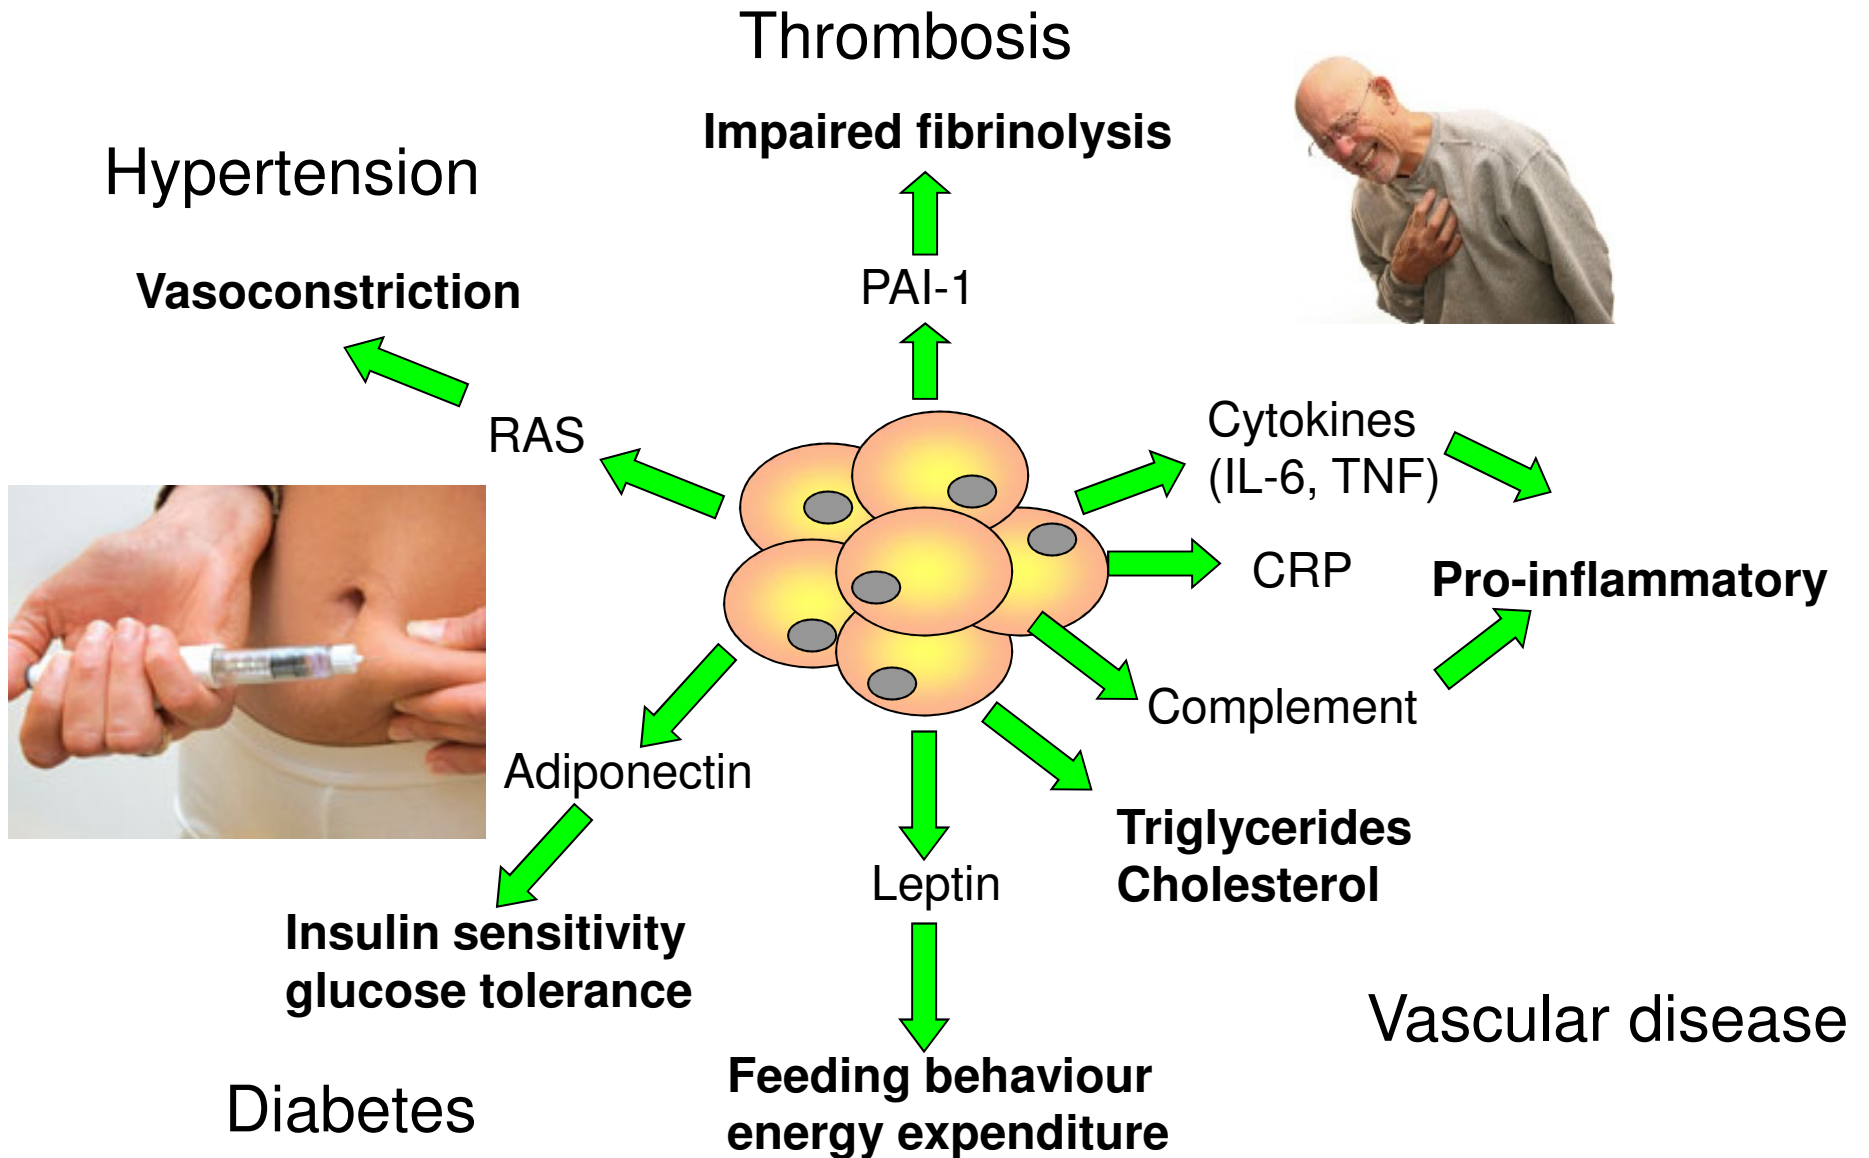 Thrombosis
Impaired fibrinolysis
Hypertension
Vasoconstriction
PAI-1
RAS
Cytokines
(IL-6, TNF)
CRP
Pro-inflammatory
Complement
Adiponectin
Triglycerides
Cholesterol
Leptin
Insulin sensitivity
glucose tolerance
Vascular disease
Feeding behaviour
energy expenditure
Diabetes